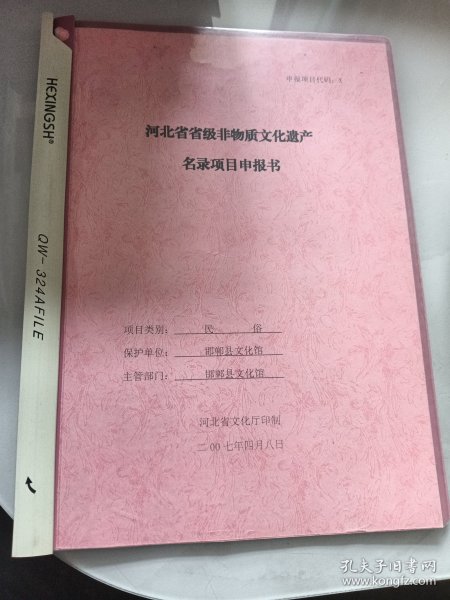 申报项目代码：X
河北省省级非物质文化遗产
名录项目申报书
项目类别： 民 俗
保护单位： 邯郸县文化馆
主管部门： 邯郸县文化馆
河北省文化厅印制
二00七年四月八日
HEXINGSH®
QW-324AFILE
孔夫子旧书网
www.kongfz.com